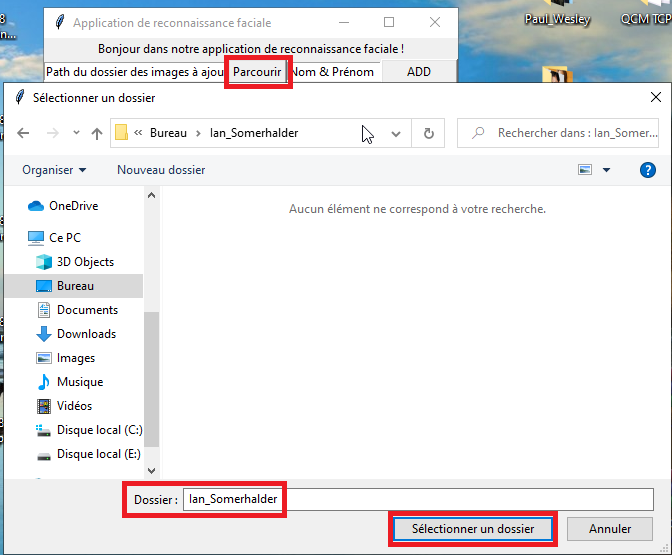 Application de reconnaissance faciale
Paul_Wesley
QCM TCP
Bonjour dans notre application de reconnaissance faciale !
Path du dossier des images à ajou
Parcourir
Nom & Prénom
ADD
Sélectionner un dossier
« Bureau › Ian_Somerhalder
Rechercher dans : Ian_Somer...
Organiser
Nouveau dossier
OneDrive
Ce PC
3D Objects
Bureau
Documents
Downloads
Images
Musique
Vidéos
Disque local (C:)
Disque local (E:)
Aucun élément ne correspond à votre recherche.
Dossier : Ian_Somerhalder
Sélectionner un dossier
Annuler